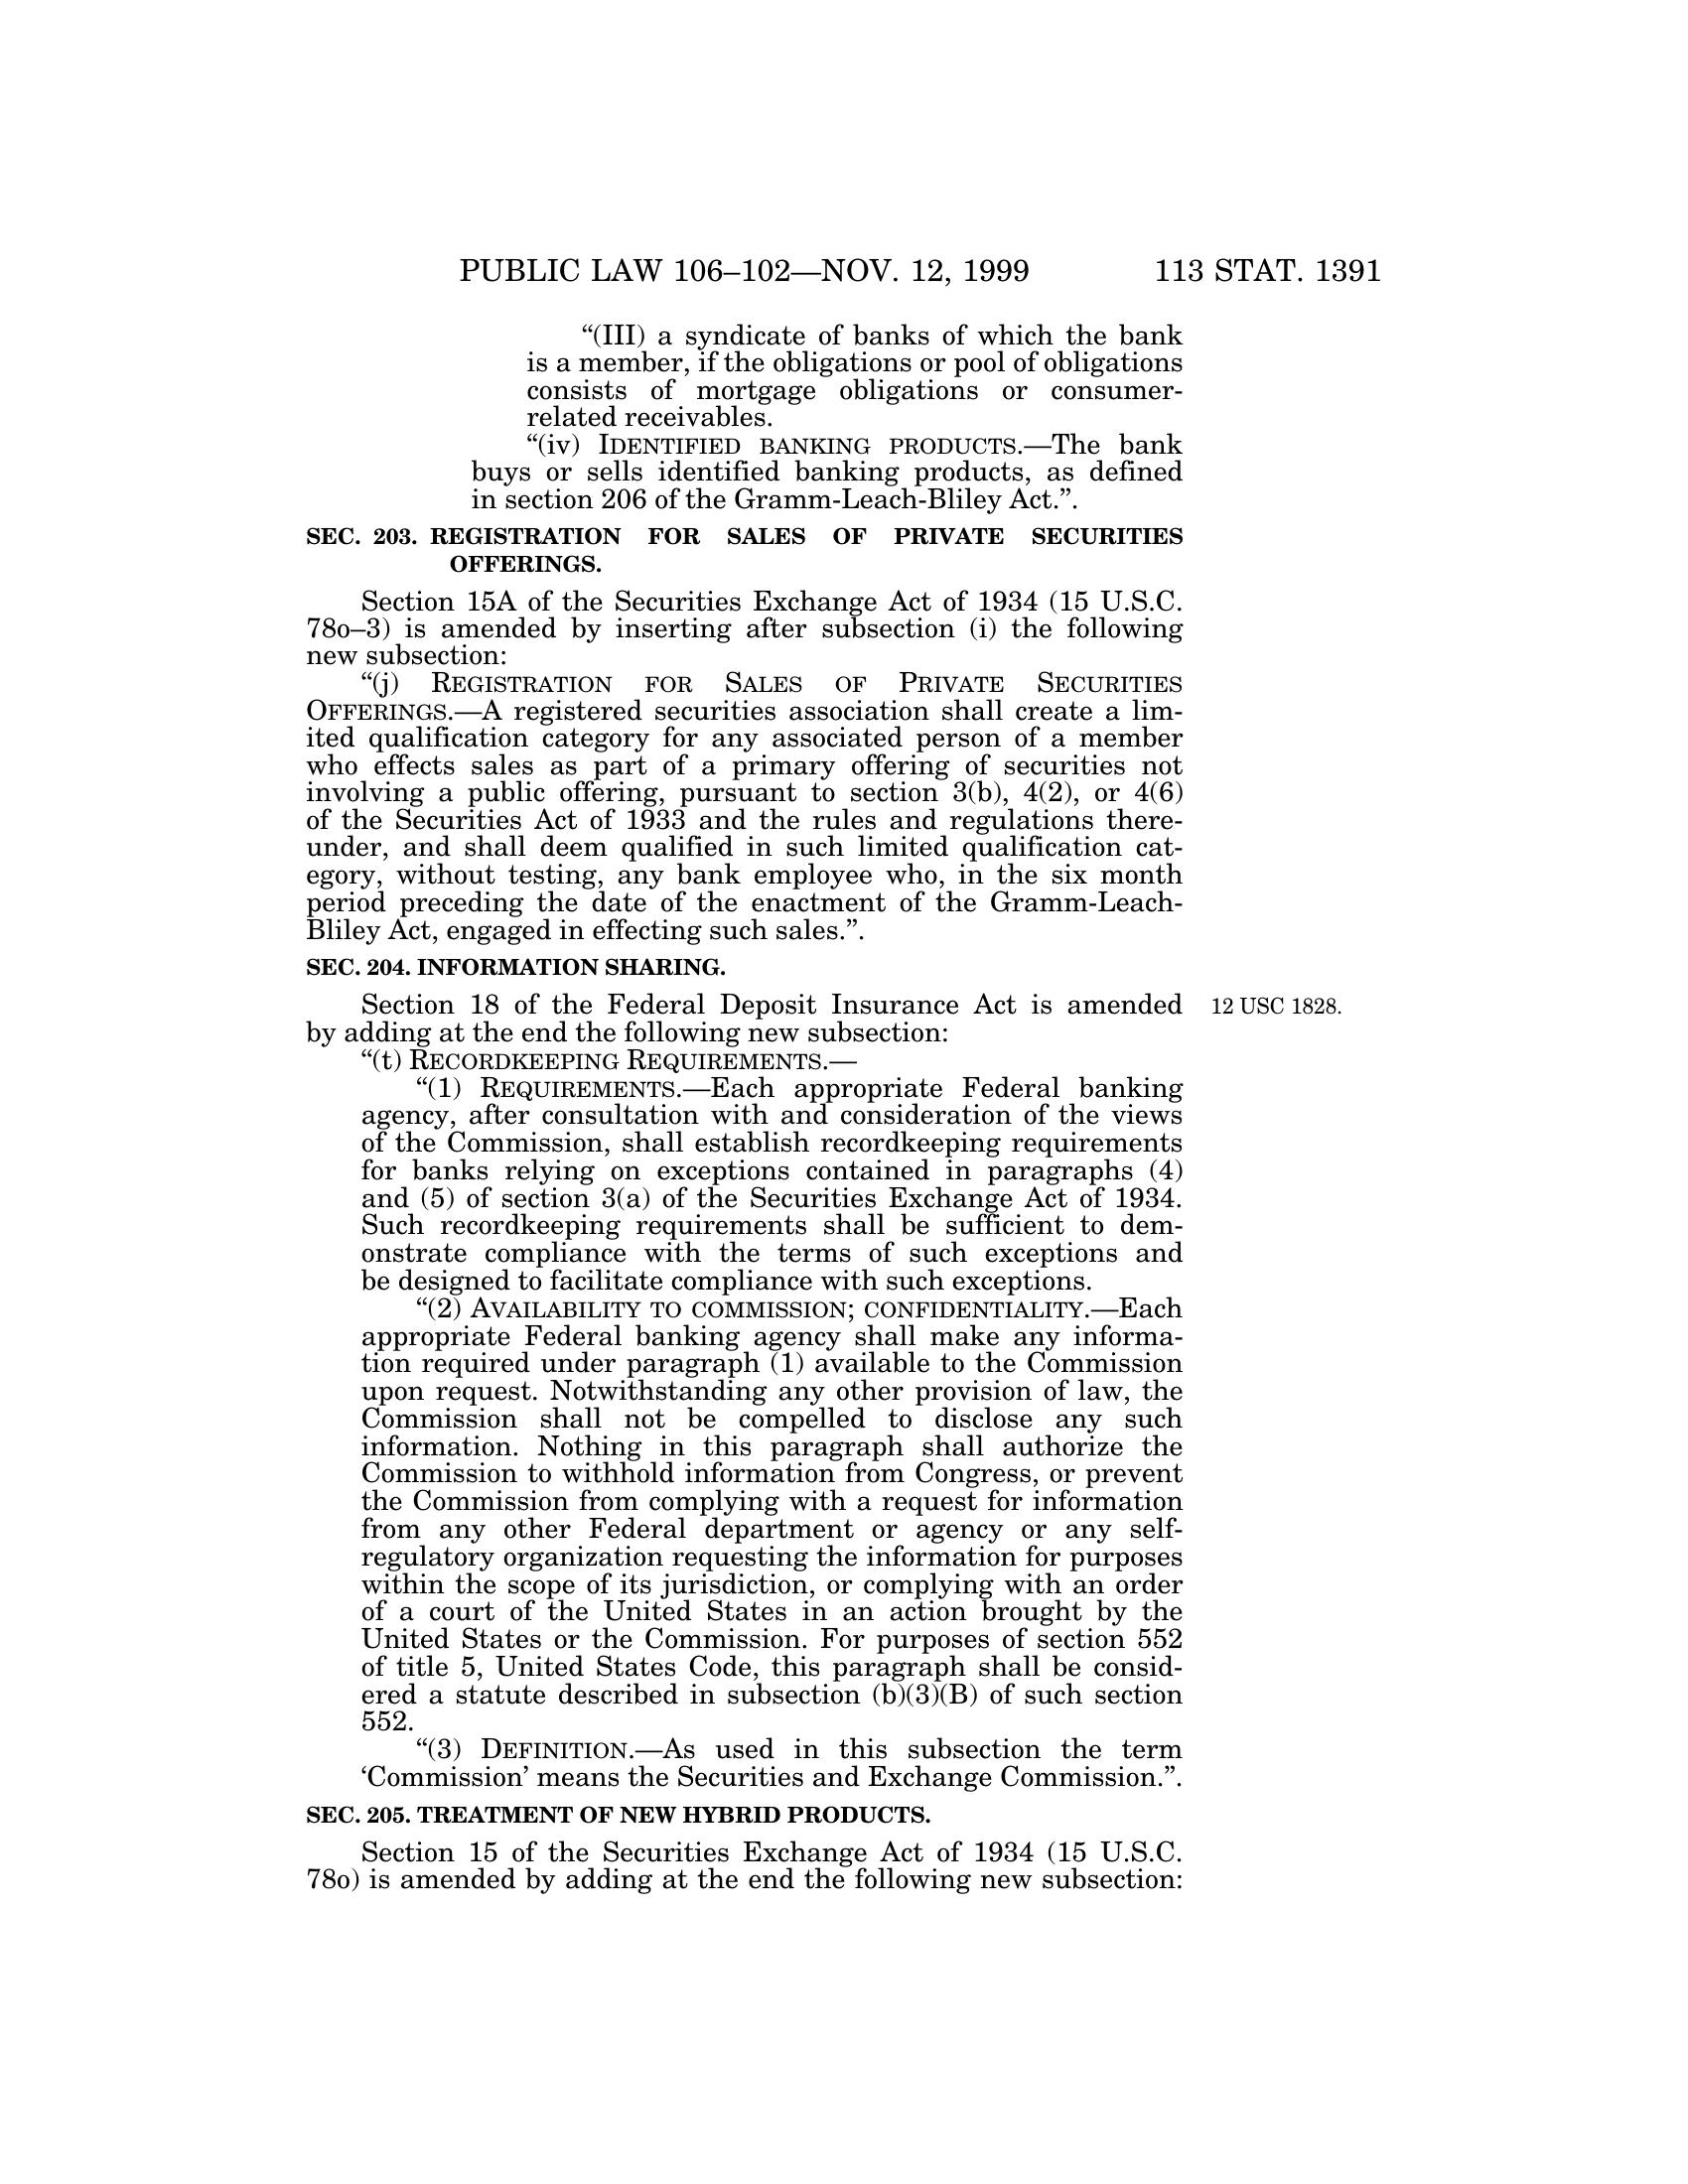 PUBLIC LAW 106–102—NOV. 12, 1999 113 STAT. 1391
“(III) a syndicate of banks of which the bank
is a member, if the obligations or pool of obligations
consists of mortgage obligations or consumer-
related receivables.
“(iv) IDENTIFIED BANKING PRODUCTS.—The bank
buys or sells identified banking products, as defined
in section 206 of the Gramm-Leach-Bliley Act.”.
SEC. 203. REGISTRATION FOR SALES OF PRIVATE SECURITIES
OFFERINGS.
Section 15A of the Securities Exchange Act of 1934 (15 U.S.C.
78o–3) is amended by inserting after subsection (i) the following
new subsection:
“(j) REGISTRATION FOR SALES OF PRIVATE SECURITIES
OFFERINGS.—A registered securities association shall create a lim-
ited qualification category for any associated person of a member
who effects sales as part of a primary offering of securities not
involving a public offering, pursuant to section 3(b), 4(2), or 4(6)
of the Securities Act of 1933 and the rules and regulations there-
under, and shall deem qualified in such limited qualification cat-
egory, without testing, any bank employee who, in the six month
period preceding the date of the enactment of the Gramm-Leach-
Bliley Act, engaged in effecting such sales.”.
SEC. 204. INFORMATION SHARING.
Section 18 of the Federal Deposit Insurance Act is amended 12 USC 1828.
by adding at the end the following new subsection:
“(t) RECORDKEEPING REQUIREMENTS.—
“(1) REQUIREMENTS.—Each appropriate Federal banking
agency, after consultation with and consideration of the views
of the Commission, shall establish recordkeeping requirements
for banks relying on exceptions contained in paragraphs (4)
and (5) of section 3(a) of the Securities Exchange Act of 1934.
Such recordkeeping requirements shall be sufficient to dem-
onstrate compliance with the terms of such exceptions and
be designed to facilitate compliance with such exceptions.
“(2) AVAILABILITY TO COMMISSION; CONFIDENTIALITY.—Each
appropriate Federal banking agency shall make any informa-
tion required under paragraph (1) available to the Commission
upon request. Notwithstanding any other provision of law, the
Commission shall not be compelled to disclose any such
information. Nothing in this paragraph shall authorize the
Commission to withhold information from Congress, or prevent
the Commission from complying with a request for information
from any other Federal department or agency or any self-
regulatory organization requesting the information for purposes
within the scope of its jurisdiction, or complying with an order
of a court of the United States in an action brought by the
United States or the Commission. For purposes of section 552
of title 5, United States Code, this paragraph shall be consid-
ered a statute described in subsection (b)(3)(B) of such section
552.
“(3) DEFINITION.—As used in this subsection the term
‘Commission’ means the Securities and Exchange Commission.”.
SEC. 205. TREATMENT OF NEW HYBRID PRODUCTS.
Section 15 of the Securities Exchange Act of 1934 (15 U.S.C.
78o) is amended by adding at the end the following new subsection: